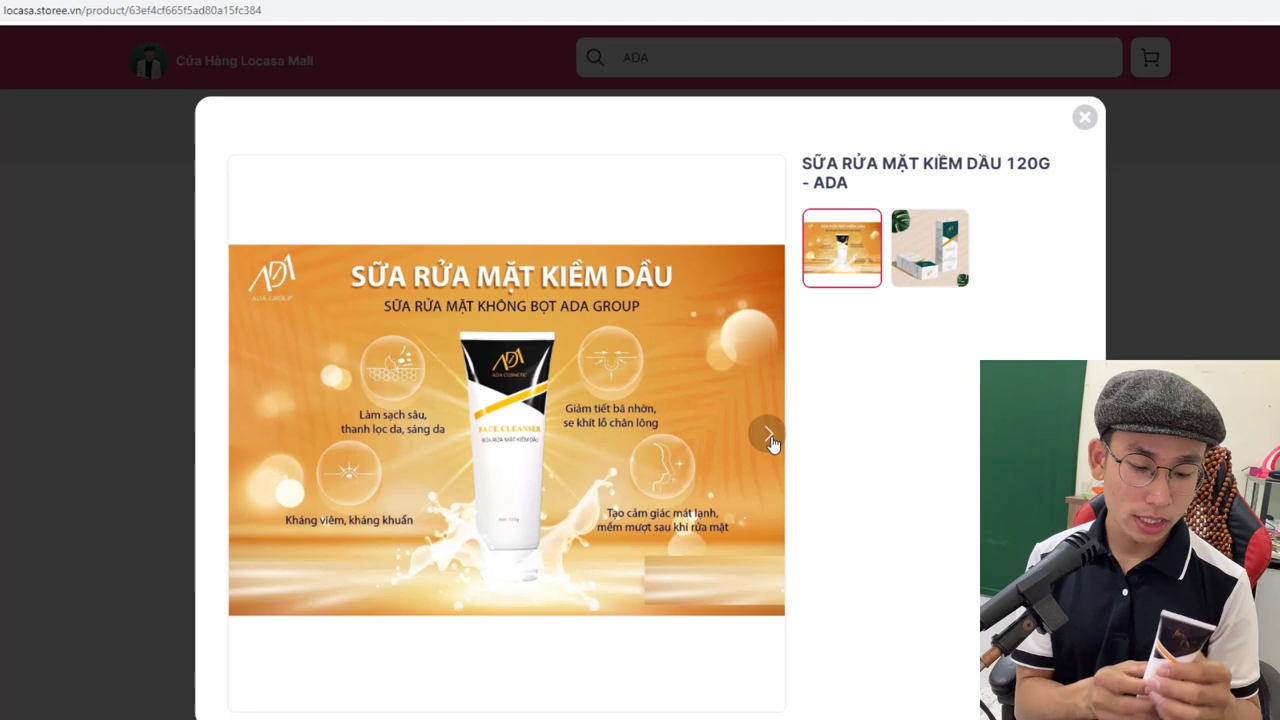 locasa.storee.vn/product/63ef4cf665f5ad80a15fc384
Cửa Hàng Locasa Mall
ADA
SỮA RỬA MẶT KIỀM DẦU 120G
- ADA
ADA GROUP
SỮA RỬA MẶT KIỀM DẦU
SỮA RỬA MẶT KHÔNG BỌT ADA GROUP
ADA COSMETIC
FACE CLEANSER
SỮA RỬA MẶT KIỀM DẦU
Làm sạch sâu,
thanh lọc da, sáng da
Giảm tiết bã nhờn,
se khít lỗ chân lông
Kháng viêm, kháng khuẩn
Tạo cảm giác mát lạnh,
mềm mượt sau khi rửa mặt